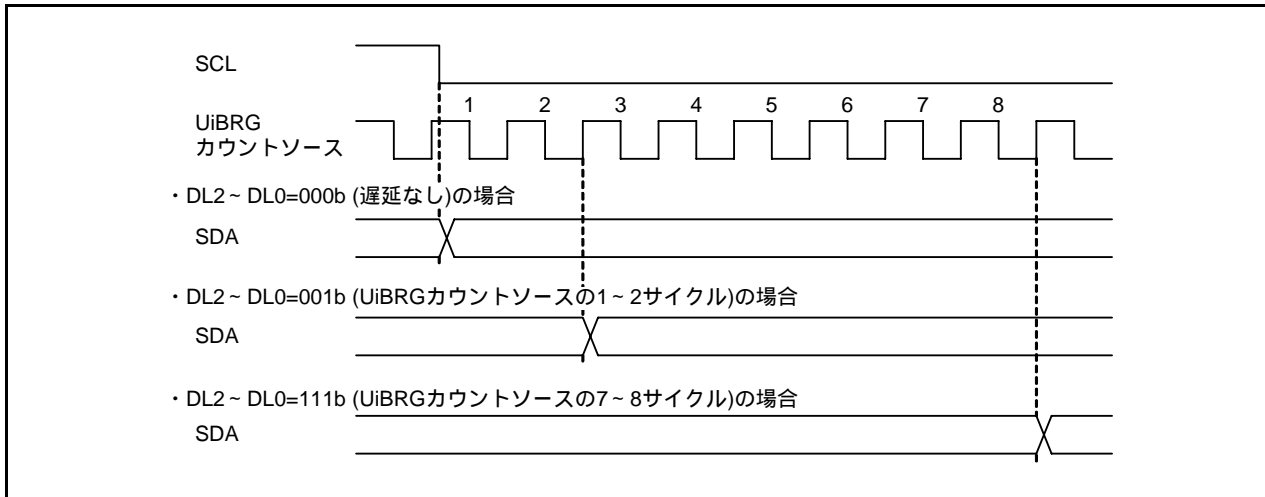 SCL
1 2 3 4 5 6 7 8
UiBRG
カウントソース
・DL2～DL0=000b (遅延なし)の場合
SDA
・DL2～DL0=001b (UiBRGカウントソースの1～2サイクル)の場合
SDA
・DL2～DL0=111b (UiBRGカウントソースの7～8サイクル)の場合
SDA